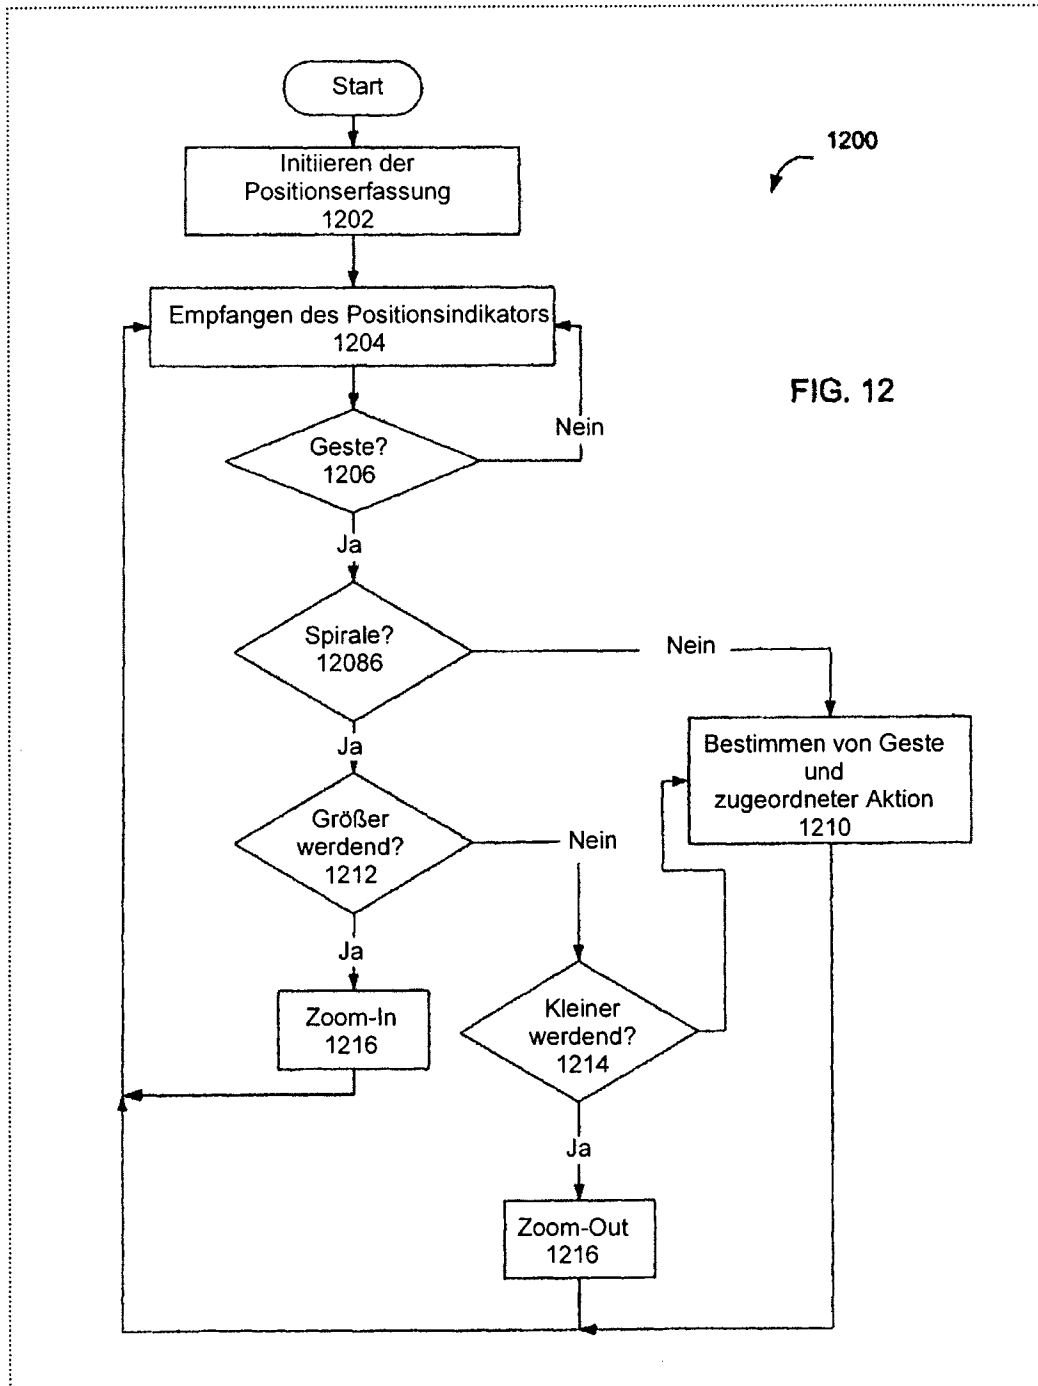 Start
1200
Initiieren der
Positionserfassung
1202
Empfangen des Positionsindikators
1204
FIG. 12
Nein
Geste?
1206
Ja
Spirale?
12086
Nein
Ja
Bestimmen von Geste
und
zugeordneter Aktion
1210
Größer
werdend?
1212
Nein
Ja
Zoom-In
1216
Kleiner
werdend?
1214
Ja
Zoom-Out
1216